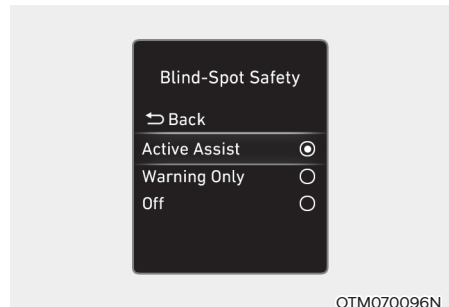 Blind-Spot Safety
Back
Active Assist
Warning Only
Off
OTM070096N